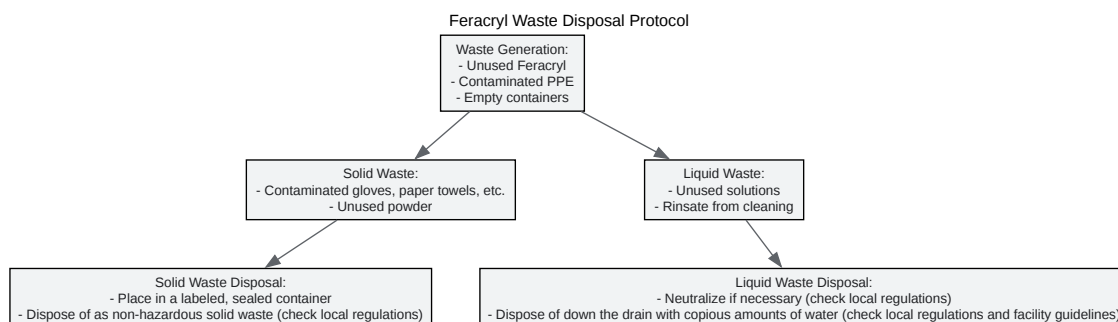 Feracryl Waste Disposal Protocol
Waste Generation:
- Unused Feracryl
- Contaminated PPE
- Empty containers
Solid Waste:
- Contaminated gloves, paper towels, etc.
- Unused powder
Liquid Waste:
- Unused solutions
- Rinsate from cleaning
Solid Waste Disposal:
- Place in a labeled, sealed container
- Dispose of as non-hazardous solid waste (check local regulations)
Liquid Waste Disposal:
- Neutralize if necessary (check local regulations)
- Dispose of down the drain with copious amounts of water (check local regulations and facility guidelines)